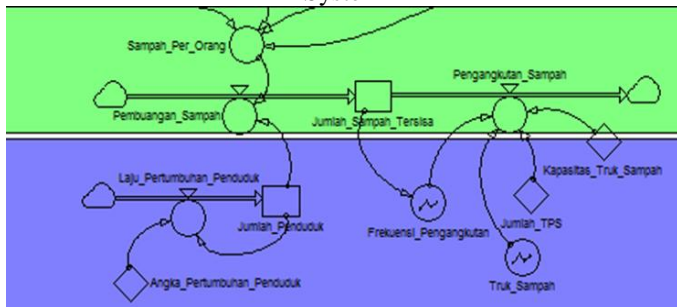 Sampah_Per_Orang
Pengangkutan_Sampah
Pembuangan_Sampah
Jumlah_Sampah_Tersisa
Kapasitas_Truk_Sampah
Laju_Pertumbuhan_Penduduk
Jumlah_Penduduk
Frekuensi_Pengangkutan
Jumlah_TPS
Angka_Pertumbuhan_Penduduk
Truk_Sampah